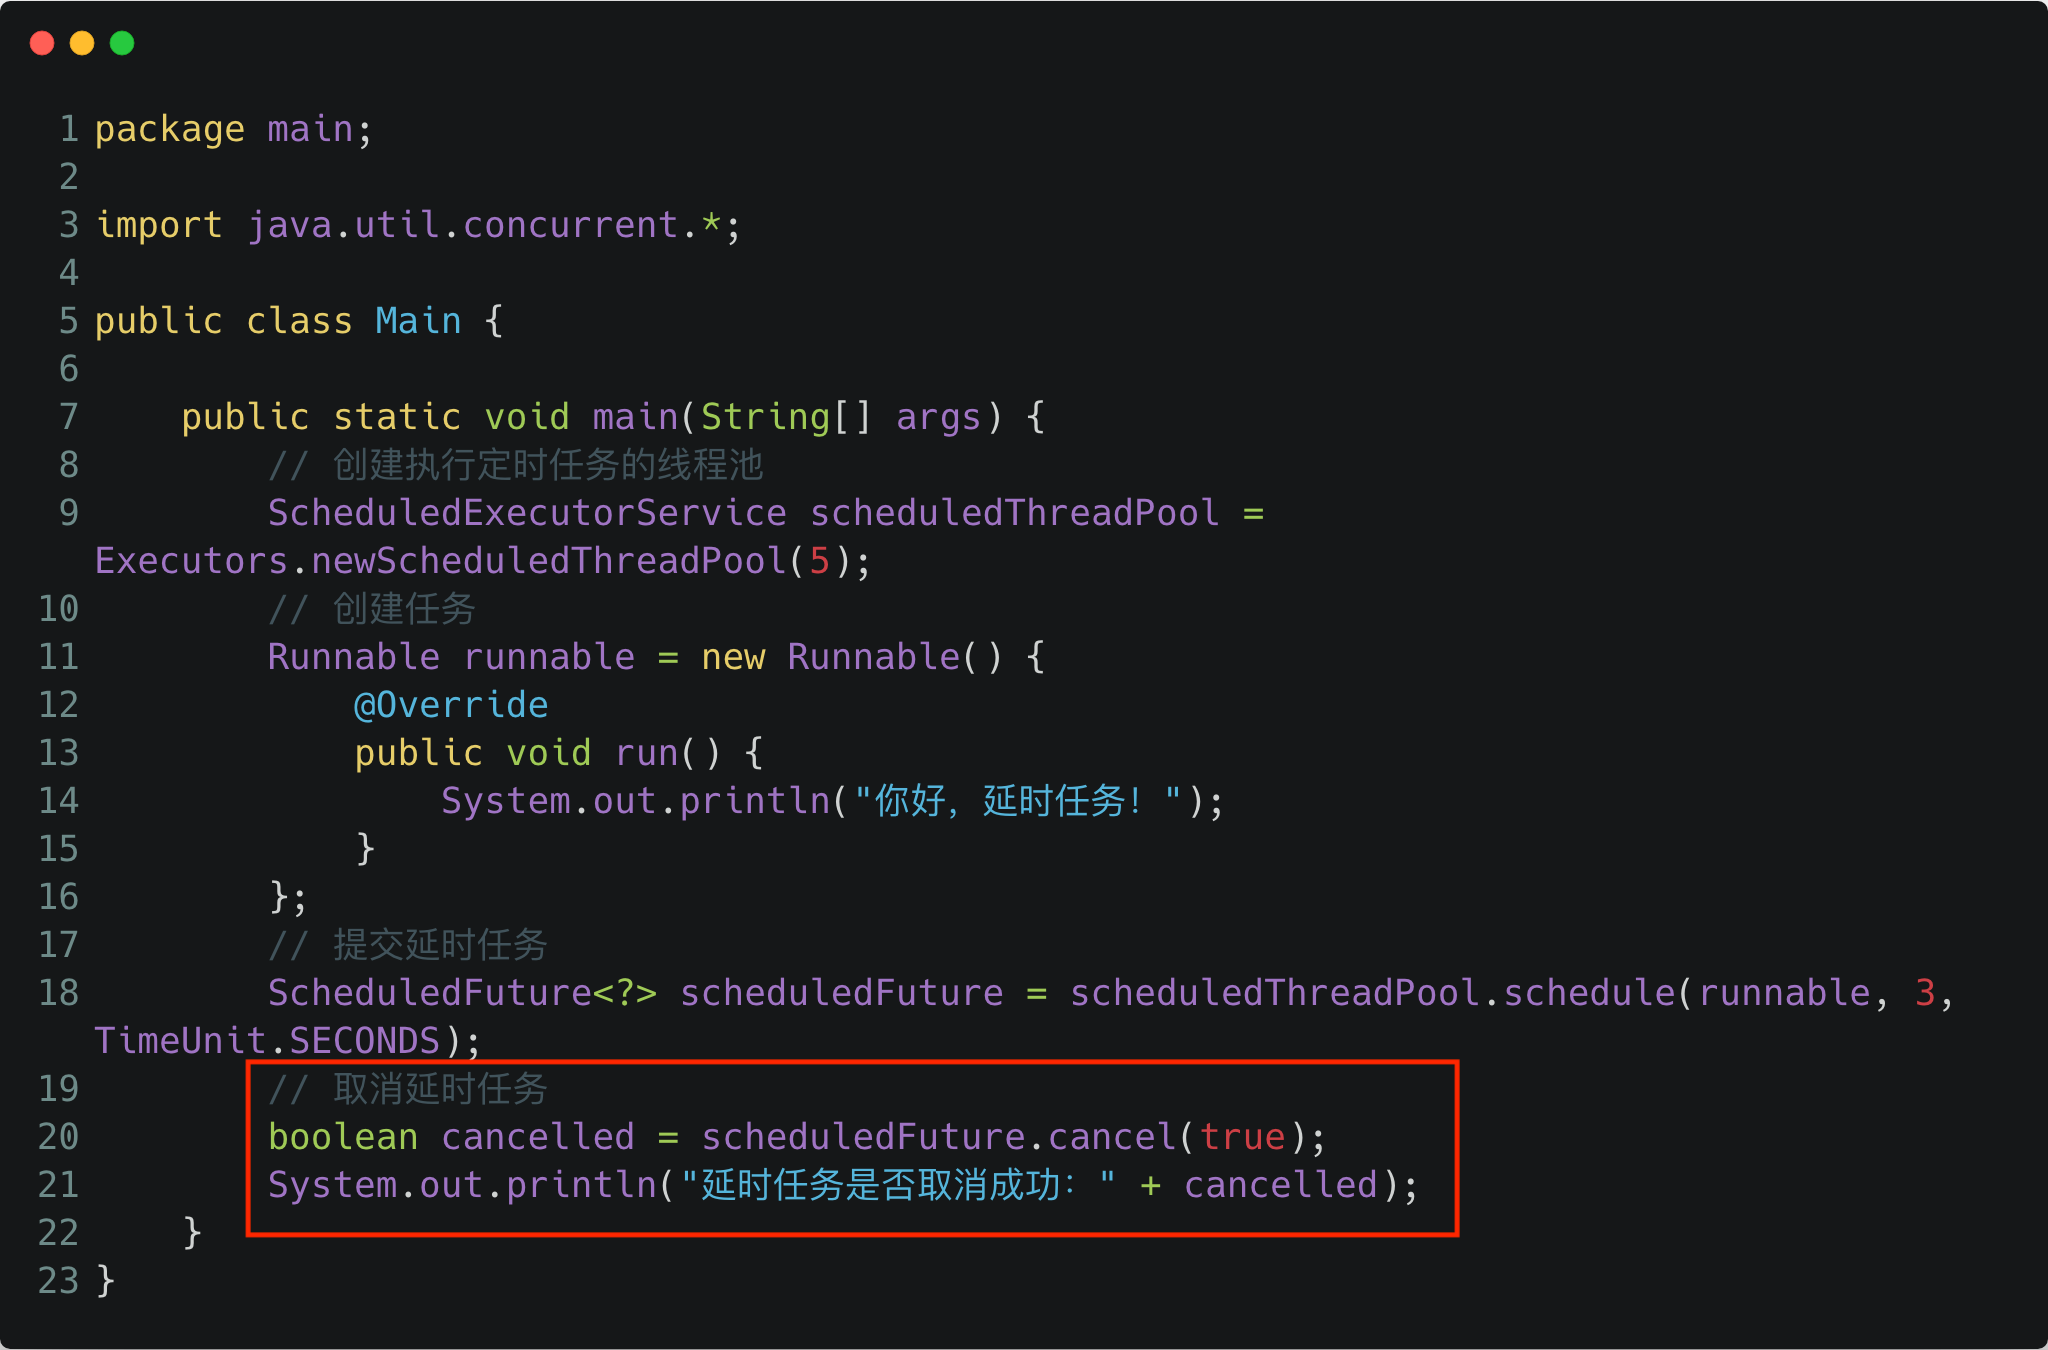 1 package main;
2
3 import java.util.concurrent.*;
4
5 public class Main {
6
7     public static void main(String[] args) {
8         // 创建执行定时任务的线程池
9         ScheduledExecutorService scheduledThreadPool =
Executors.newScheduledThreadPool(5);
10         // 创建任务
11         Runnable runnable = new Runnable() {
12             @Override
13             public void run() {
14                 System.out.println("你好，延时任务！");
15             }
16         };
17         // 提交延时任务
18         ScheduledFuture<?> scheduledFuture = scheduledThreadPool.schedule(runnable, 3,
TimeUnit.SECONDS);
19         // 取消延时任务
20         boolean cancelled = scheduledFuture.cancel(true);
21         System.out.println("延时任务是否取消成功：" + cancelled);
22     }
23 }